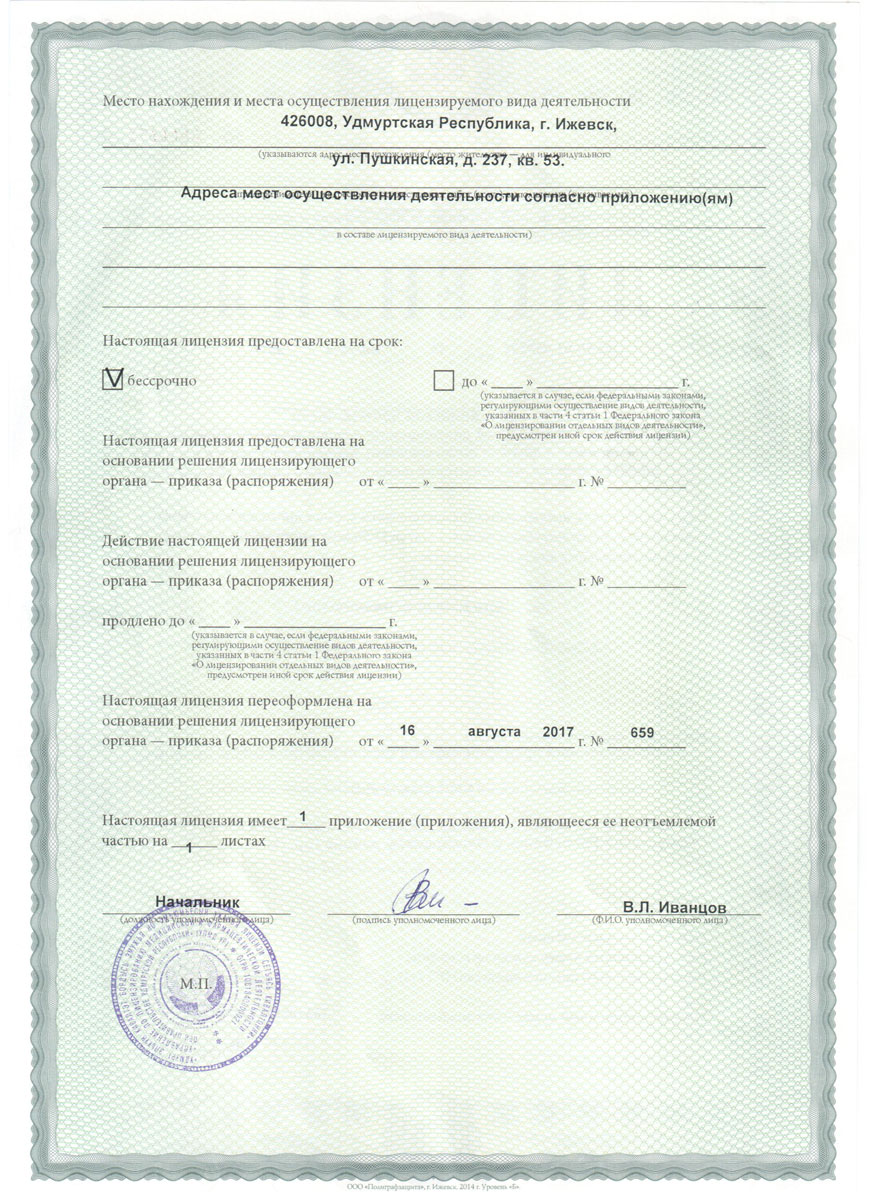 Место нахождения и места осуществления лицензируемого вида деятельности
426008, Удмуртская Республика, г. Ижевск,
(указываются адрес места нахождения (место жительства — для индивидуального
ул. Пушкинская, д. 237, кв. 53.
Адреса мест осуществления деятельности согласно приложению(ям)
в составе лицензируемого вида деятельности)
Настоящая лицензия предоставлена на срок:
V бессрочно до « ____ » ____ г.
(указывается в случае, если федеральными законами,
регулирующими осуществление видов деятельности,
указанных в части 4 статьи 1 Федерального закона
«О лицензировании отдельных видов деятельности»,
предусмотрен иной срок действия лицензии)
Настоящая лицензия предоставлена на
основании решения лицензирующего
органа — приказа (распоряжения) от « ____ » ____ г. № ____
Действие настоящей лицензии на
основании решения лицензирующего
органа — приказа (распоряжения) от « ____ » ____ г. № ____
продлено до « ____ » ____ г.
(указывается в случае, если федеральными законами,
регулирующими осуществление видов деятельности,
указанных в части 4 статьи 1 Федерального закона
«О лицензировании отдельных видов деятельности»,
предусмотрен иной срок действия лицензии)
Настоящая лицензия переоформлена на
основании решения лицензирующего
органа — приказа (распоряжения) от « 16 » августа 2017 г. № 659
Настоящая лицензия имеет 1 приложение (приложения), являющееся ее неотъемлемой
частью на 1 листах
Начальник В.Л. Иванцов
(должность уполномоченного лица) (подпись уполномоченного лица) (Ф.И.О. уполномоченного лица)
М.П.
ООО «Полиграфзащита», г. Ижевск, 2014 г. Уровень «Б».